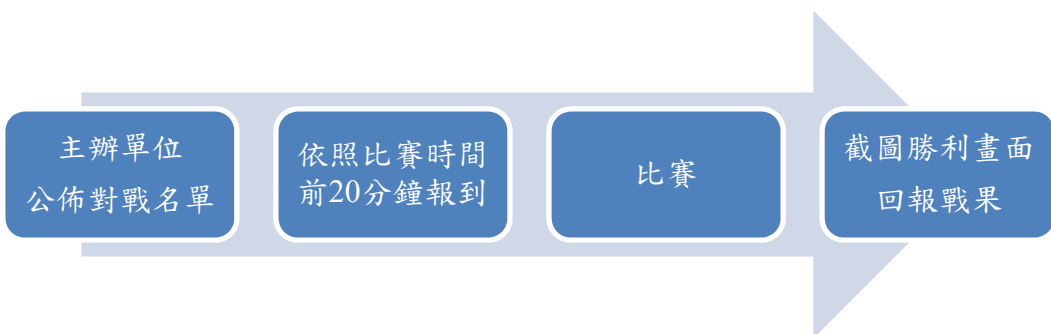 主辦單位
公佈對戰名單
依照比賽時間
前20分鐘報到
比賽
截圖勝利畫面
回報戰果